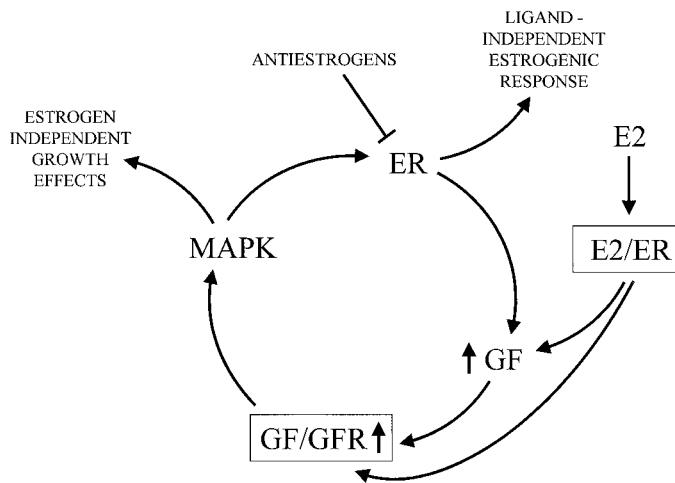 LIGAND -
INDEPENDENT
ESTROGENIC
RESPONSE
ANTIESTROGENS
ESTROGEN
INDEPENDENT
GROWTH
EFFECTS
E2
ER
MAPK
E2/ER
GF
GF/GFR